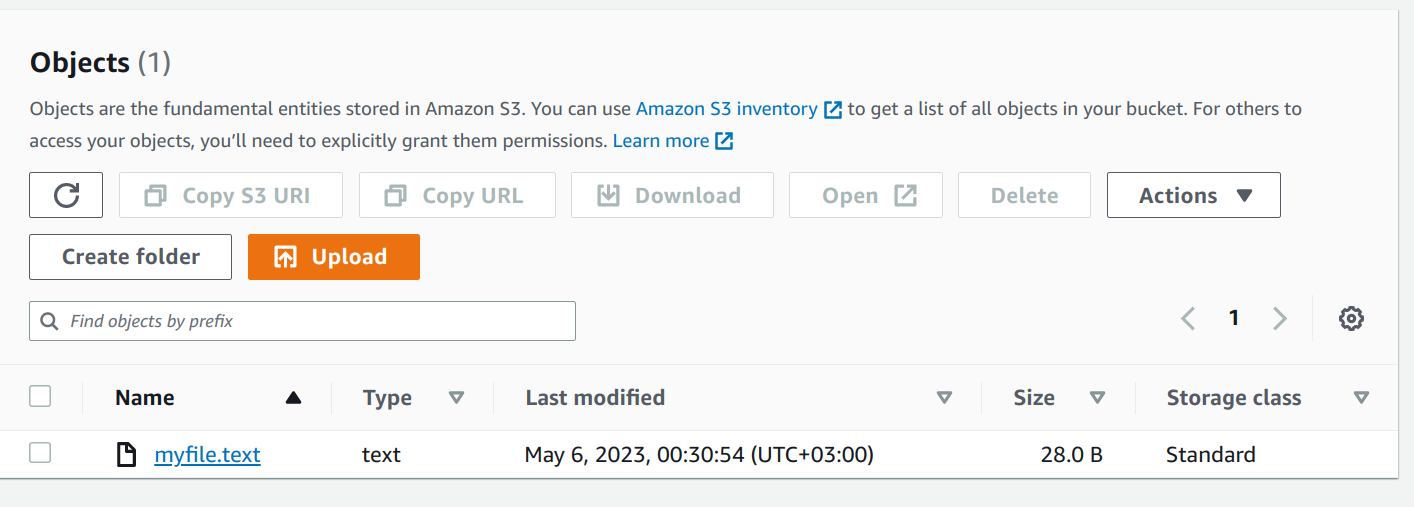 Objects (1)
Objects are the fundamental entities stored in Amazon S3. You can use Amazon S3 inventory to get a list of all objects in your bucket. For others to
access your objects, you’ll need to explicitly grant them permissions. Learn more
Copy S3 URI Copy URL Download Open Delete Actions
Create folder Upload
Find objects by prefix 1
Name Type Last modified Size Storage class
myfile.text text May 6, 2023, 00:30:54 (UTC+03:00) 28.0 B Standard